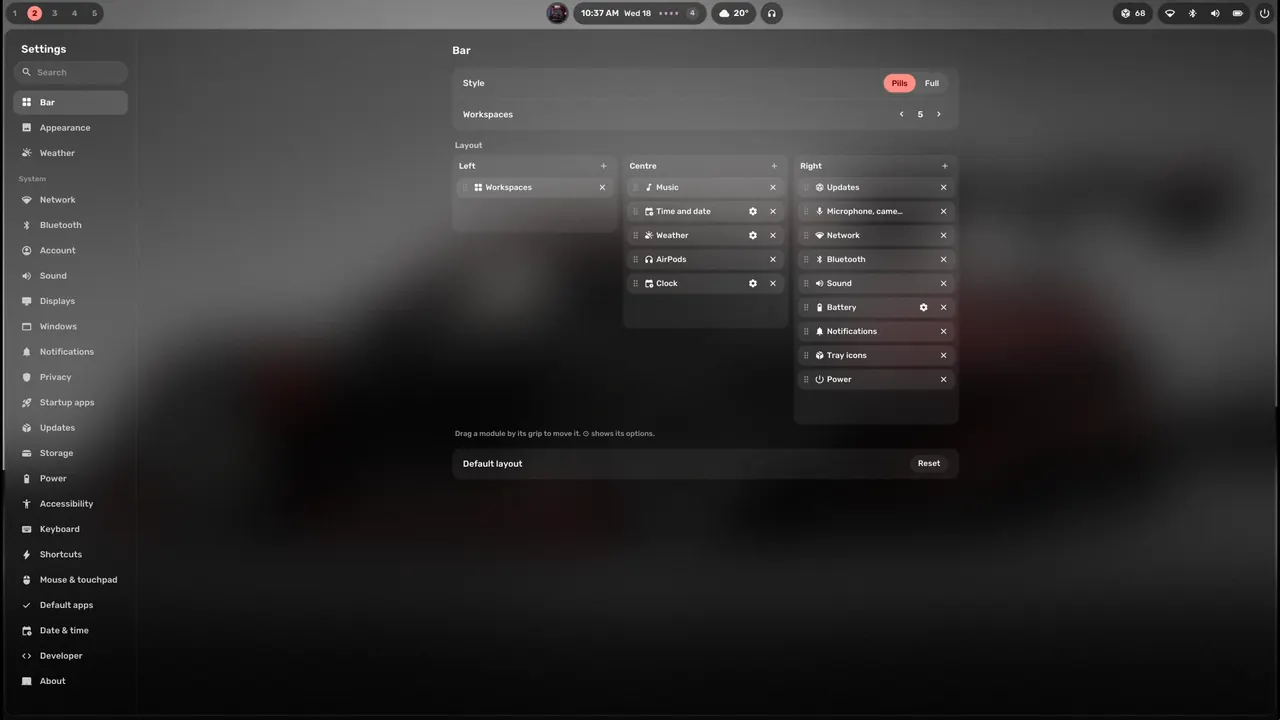 1 2 3 4 5
10:37 AM Wed 18 4
20°
68
Settings
Search
Bar
Appearance
Weather
System
Network
Bluetooth
Account
Sound
Displays
Windows
Notifications
Privacy
Startup apps
Updates
Storage
Power
Accessibility
Keyboard
Shortcuts
Mouse & touchpad
Default apps
Date & time
Developer
About
Bar
Style
Pills
Full
Workspaces
5
Layout
Left
Workspaces
Centre
Music
Time and date
Weather
AirPods
Clock
Right
Updates
Microphone, came...
Network
Bluetooth
Sound
Battery
Notifications
Tray icons
Power
Drag a module by its grip to move it. ⚙ shows its options.
Default layout
Reset